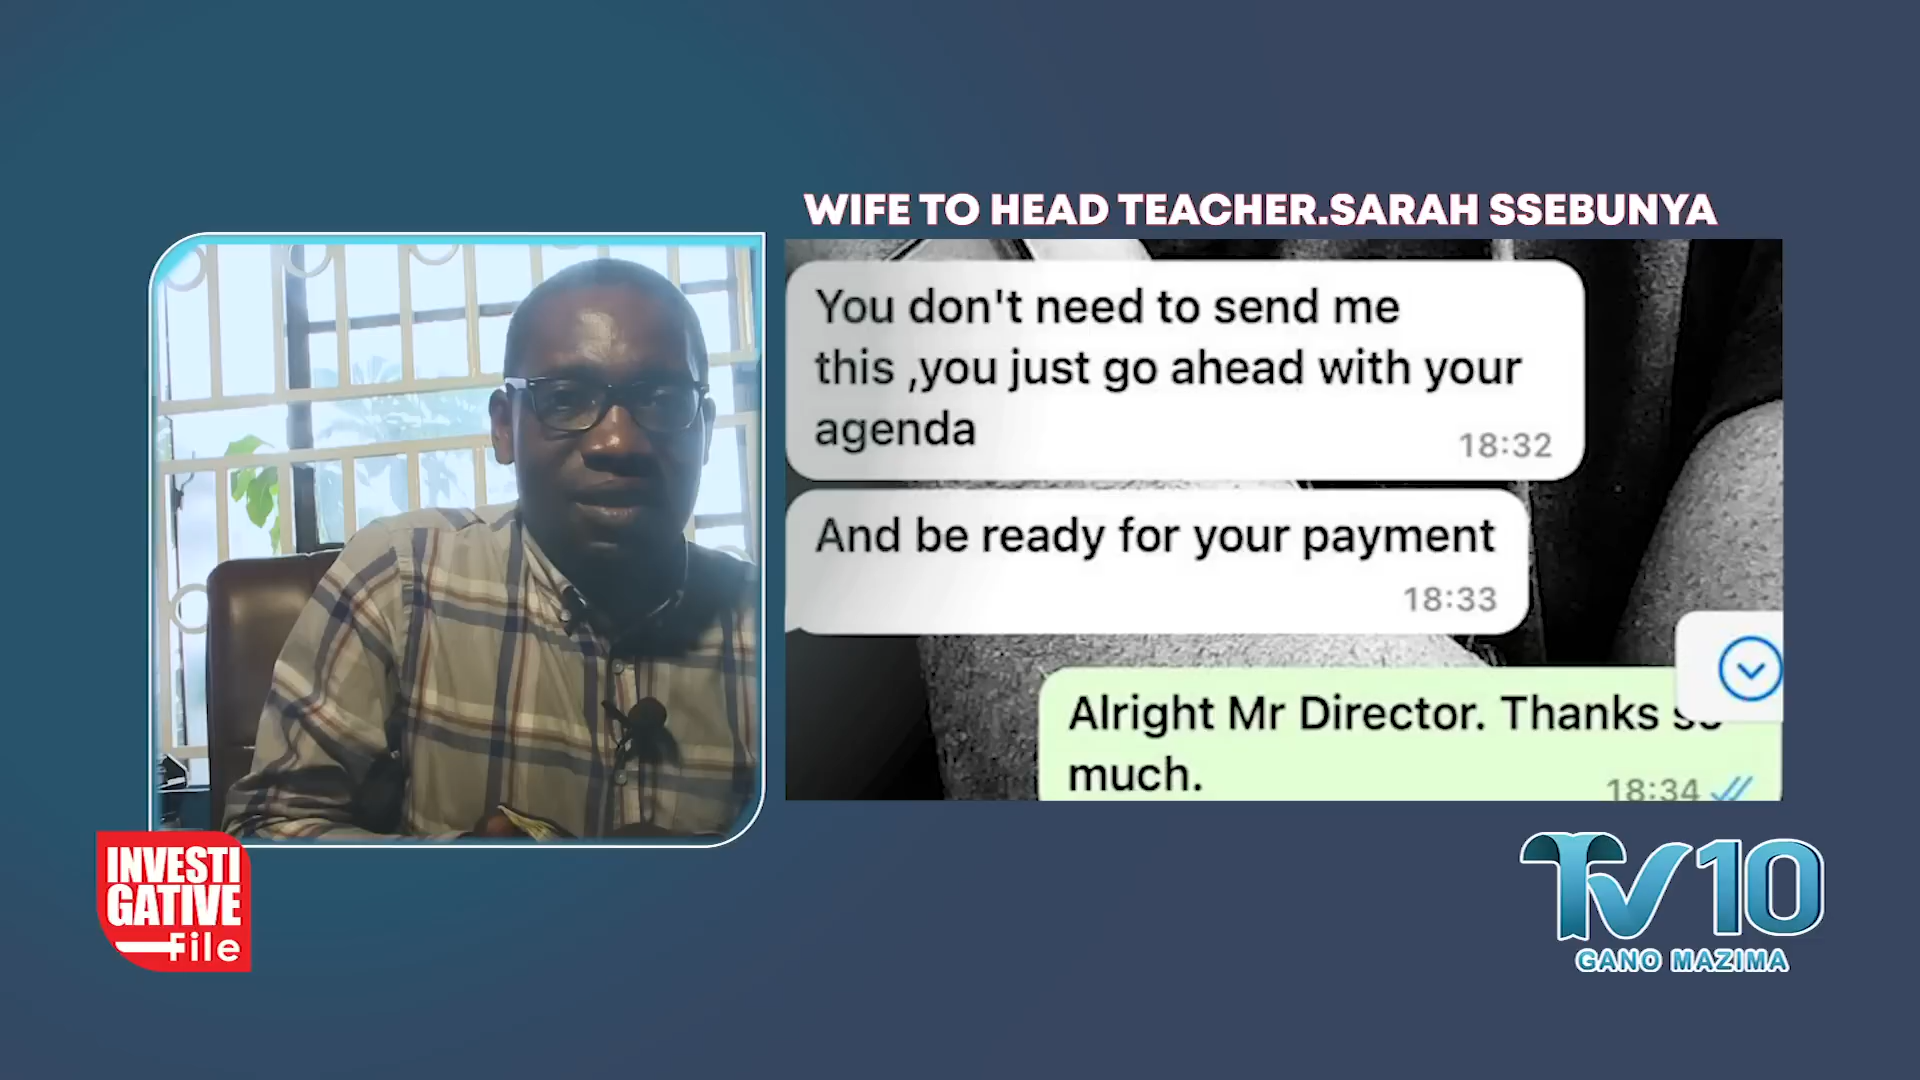 WIFE TO HEAD TEACHER.SARAH SSEBUNYA
You don't need to send me
this ,you just go ahead with your
agenda
18:32
And be ready for your payment
18:33
Alright Mr Director. Thanks so
much.
18:34
INVESTI
GATIVE
File
TV10
GANO MAZIMA